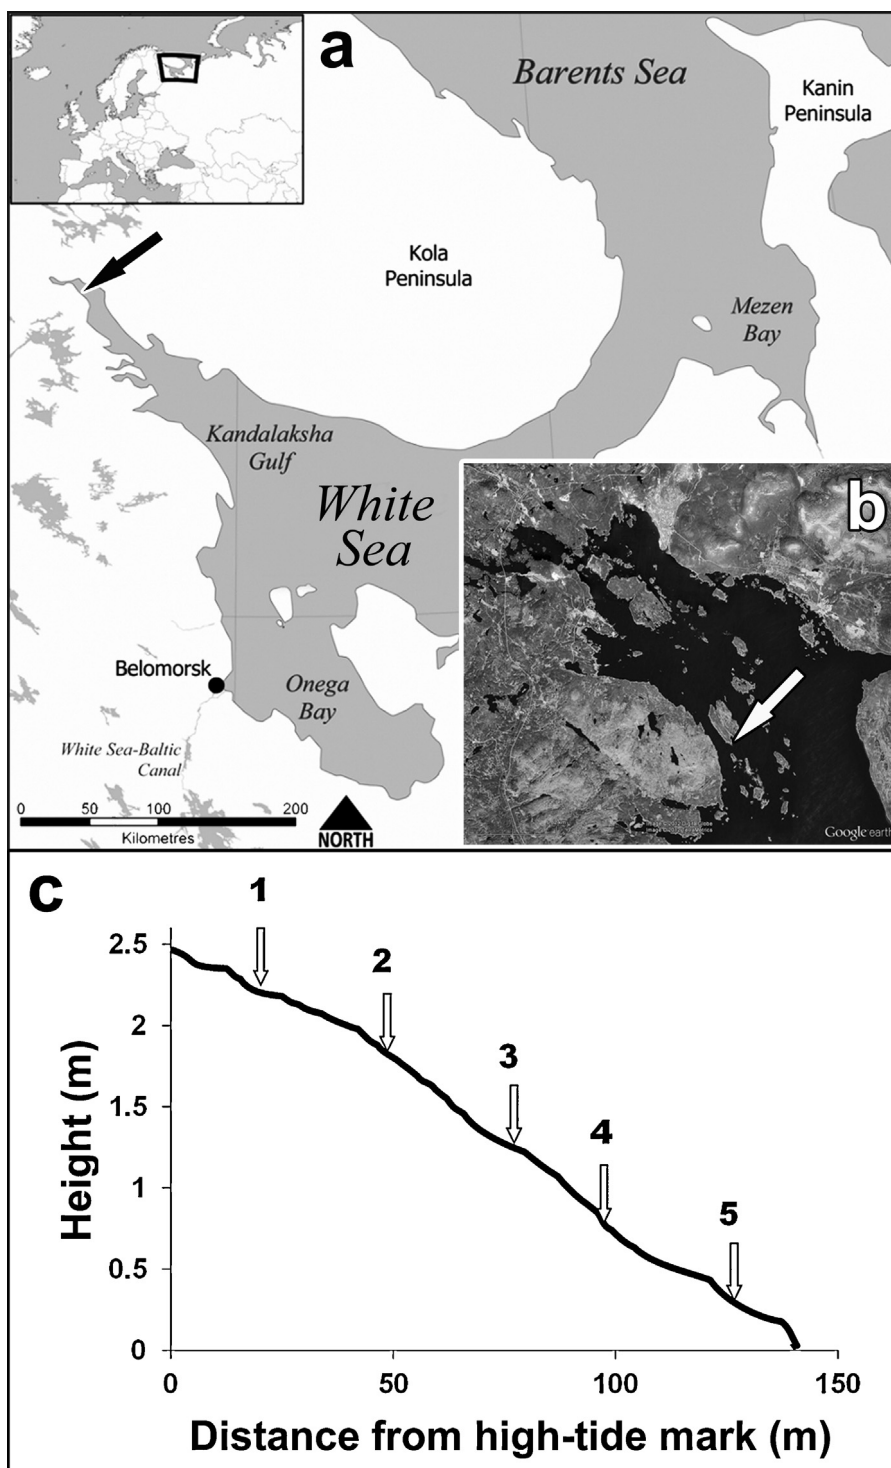 a
Barents Sea
Kanin
Peninsula
Kola
Peninsula
Mezen
Bay
Kandalaksha
Gulf
White
Sea
b
Belomorsk
Onega
Bay
White Sea-Baltic
Canal
0 50 100 200
Kilometres
NORTH
Google earth
c
1
2
3
4
5
2.5
2
1.5
1
0.5
0
Height (m)
0 50 100 150
Distance from high-tide mark (m)